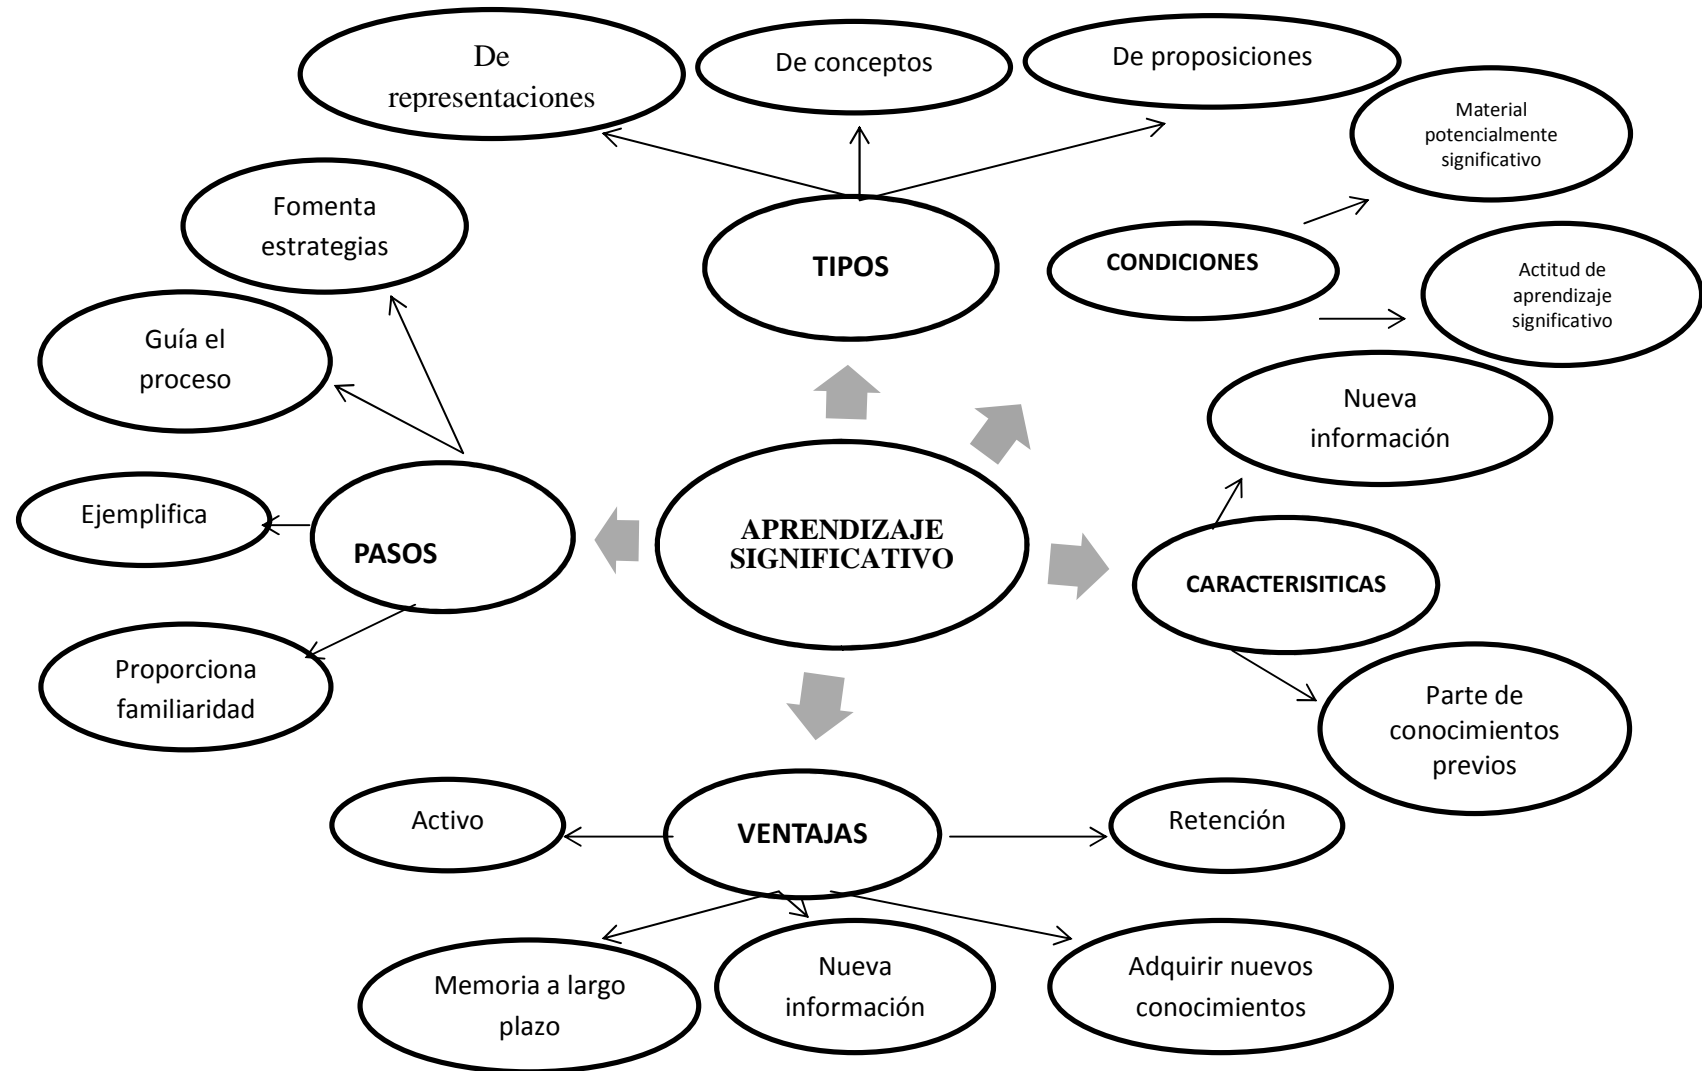 De
representaciones
De conceptos
De proposiciones
Material
potencialmente
significativo
Fomenta
estrategias
TIPOS
CONDICIONES
Actitud de
aprendizaje
significativo
Guía el
proceso
Nueva
información
Ejemplifica
PASOS
APRENDIZAJE
SIGNIFICATIVO
CARACTERISITICAS
Proporciona
familiaridad
Parte de
conocimientos
previos
Activo
VENTAJAS
Retención
Memoria a largo
plazo
Nueva
información
Adquirir nuevos
conocimientos